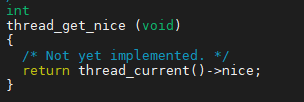 int
thread_get_nice (void)
{
  /* Not yet implemented. */
  return thread_current()->nice;
}